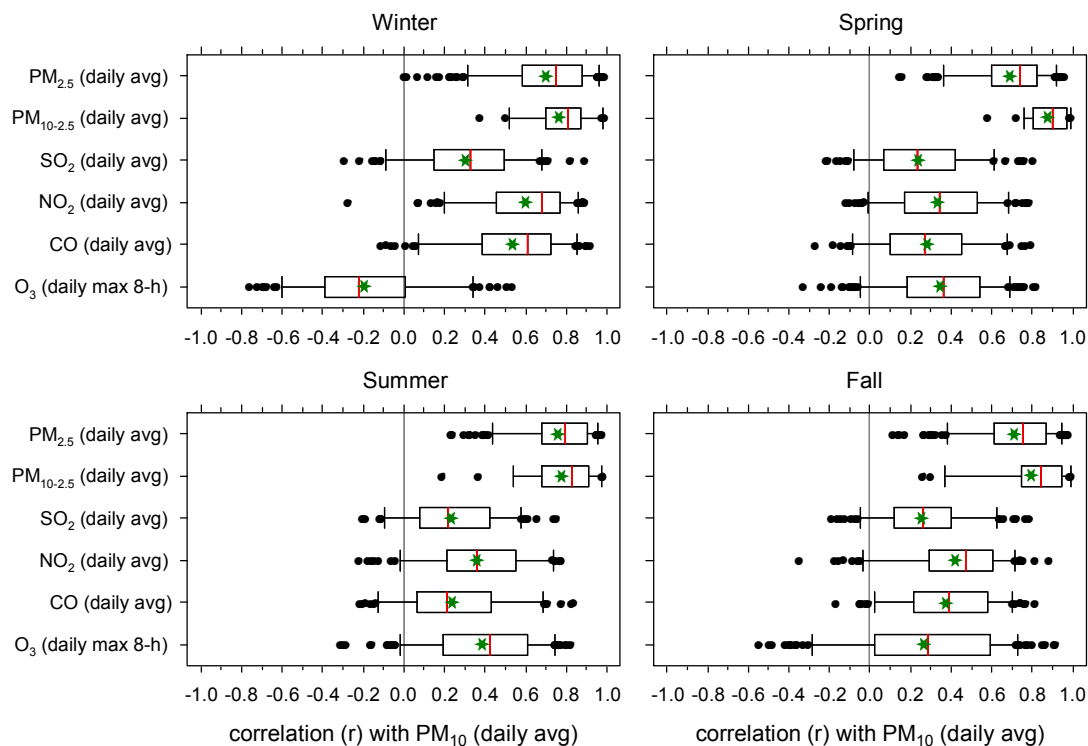 Winter
Spring
PM2.5 (daily avg)
PM10-2.5 (daily avg)
SO2 (daily avg)
NO2 (daily avg)
CO (daily avg)
O3 (daily max 8-h)
-1.0 -0.8 -0.6 -0.4 -0.2 0.0 0.2 0.4 0.6 0.8 1.0
-1.0 -0.8 -0.6 -0.4 -0.2 0.0 0.2 0.4 0.6 0.8 1.0
Summer
Fall
PM2.5 (daily avg)
PM10-2.5 (daily avg)
SO2 (daily avg)
NO2 (daily avg)
CO (daily avg)
O3 (daily max 8-h)
-1.0 -0.8 -0.6 -0.4 -0.2 0.0 0.2 0.4 0.6 0.8 1.0
-1.0 -0.8 -0.6 -0.4 -0.2 0.0 0.2 0.4 0.6 0.8 1.0
correlation (r) with PM10 (daily avg)
correlation (r) with PM10 (daily avg)